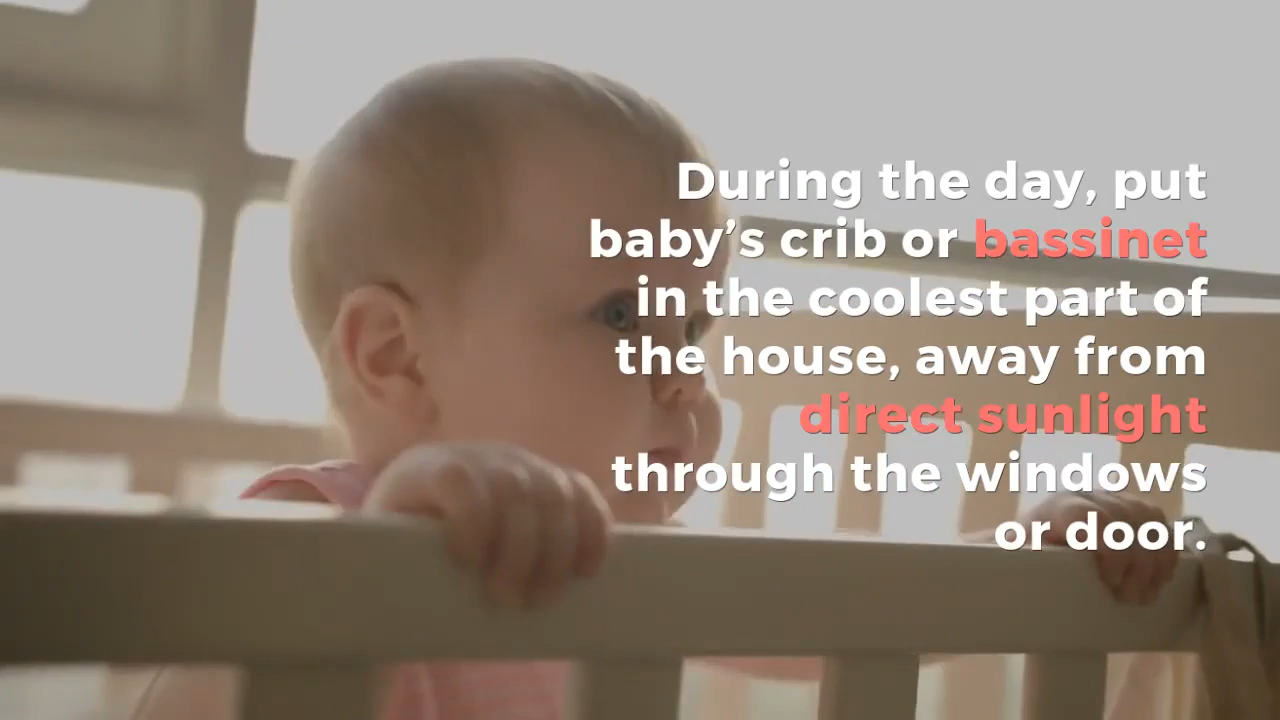 During the day, put
baby’s crib or bassinet
in the coolest part of
the house, away from
direct sunlight
through the windows
or door.